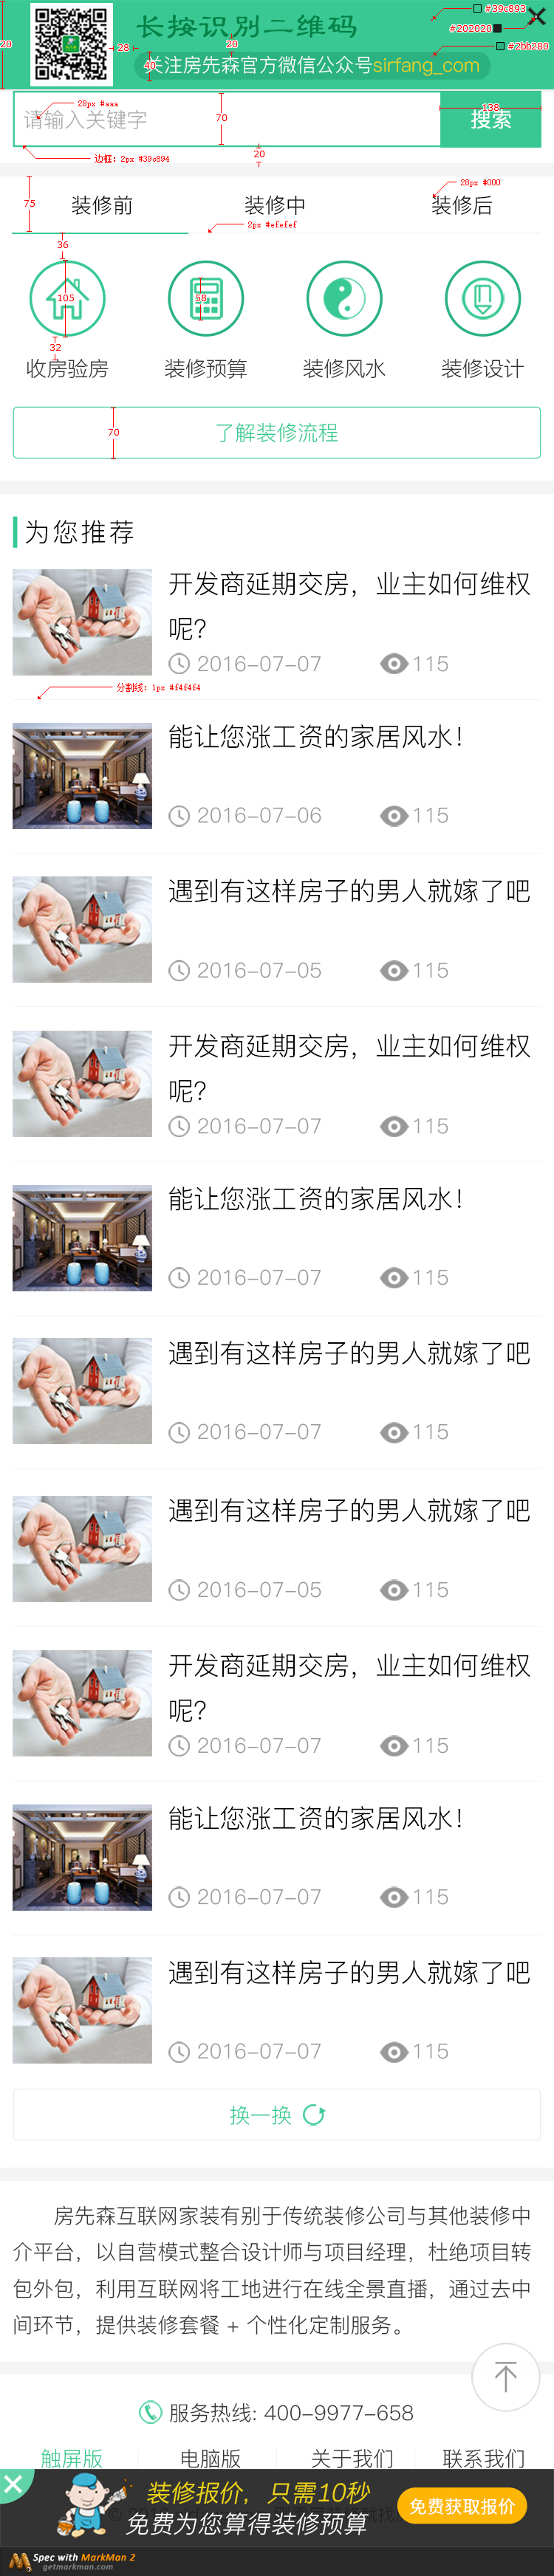 长按识别二维码
#39c893
#202020
20
28
20
#2bb280
40
关注房先森官方微信公众号sirfang_com
28px #aaa
138
请输入关键字
70
搜索
边框: 2px #39c894
20
28px #000
75
装修前
装修中
装修后
2px #efefef
36
105
58
32
收房验房
装修预算
装修风水
装修设计
70
了解装修流程
为您推荐
开发商延期交房，业主如何维权
呢？
2016-07-07
115
分割线: 1px #f4f4f4
能让您涨工资的家居风水！
2016-07-06
115
遇到有这样房子的男人就嫁了吧
2016-07-05
115
开发商延期交房，业主如何维权
呢？
2016-07-07
115
能让您涨工资的家居风水！
2016-07-07
115
遇到有这样房子的男人就嫁了吧
2016-07-07
115
遇到有这样房子的男人就嫁了吧
2016-07-05
115
开发商延期交房，业主如何维权
呢？
2016-07-07
115
能让您涨工资的家居风水！
2016-07-07
115
遇到有这样房子的男人就嫁了吧
2016-07-07
115
换一换
房先森互联网家装有别于传统装修公司与其他装修中
介平台，以自营模式整合设计师与项目经理，杜绝项目转
包外包，利用互联网将工地进行在线全景直播，通过去中
间环节，提供装修套餐 + 个性化定制服务。
服务热线: 400-9977-658
触屏版
电脑版
关于我们
联系我们
装修报价，只需10秒
免费为您算得装修预算
免费获取报价
Spec with MarkMan 2
getmarkman.com